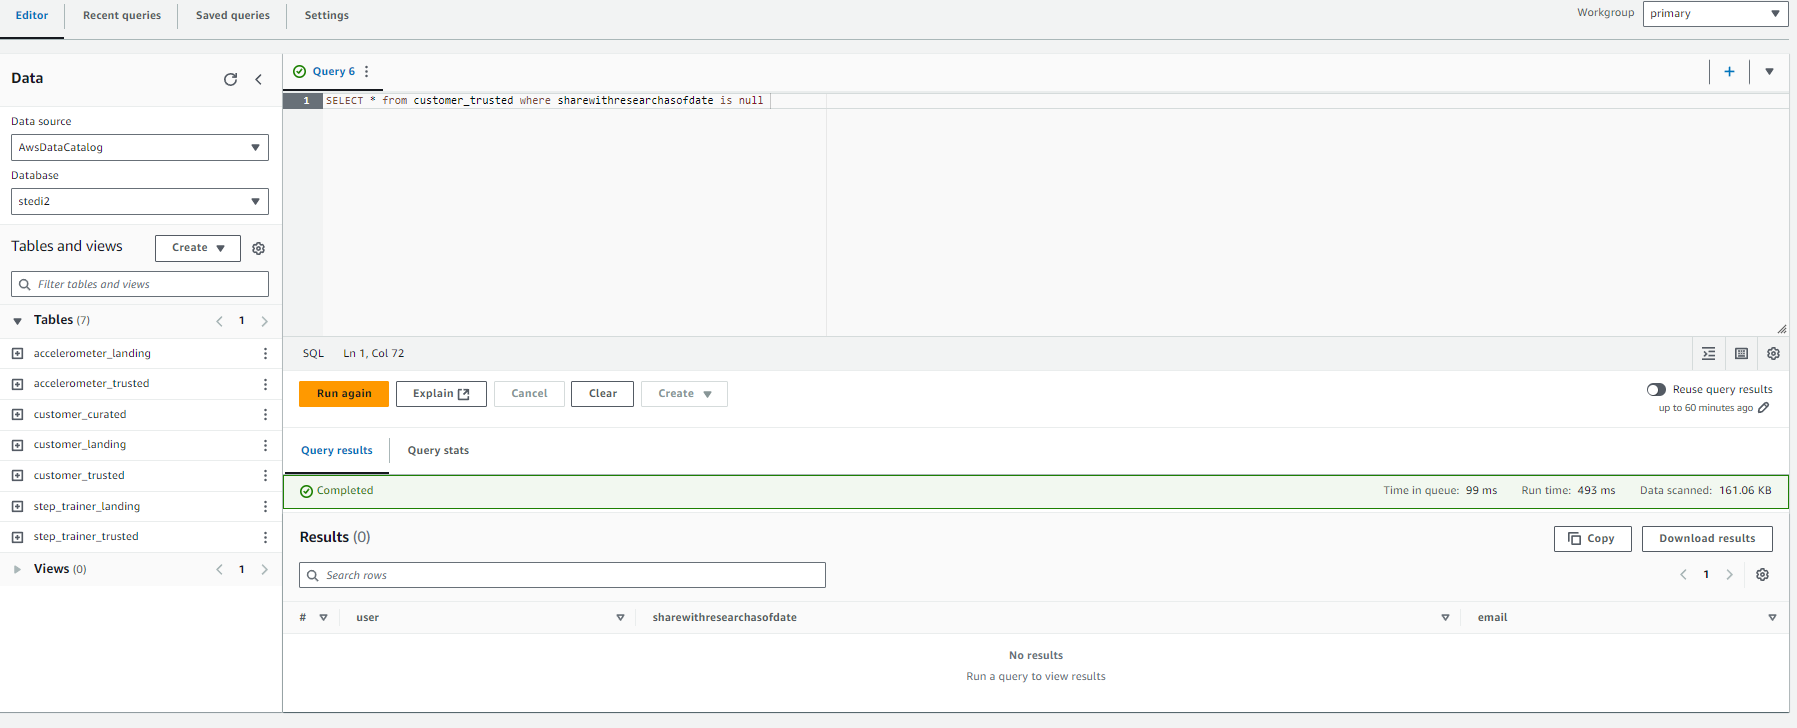 Editor
Recent queries
Saved queries
Settings
Workgroup
primary
Data
Data source
AwsDataCatalog
Database
stedi2
Tables and views
Create
Filter tables and views
Tables (7)
1
accelerometer_landing
accelerometer_trusted
customer_curated
customer_landing
customer_trusted
step_trainer_landing
step_trainer_trusted
Views (0)
1
Query 6
1
SELECT * from customer_trusted where sharewithresearchasofdate is null
SQL
Ln 1, Col 72
Run again
Explain
Cancel
Clear
Create
Reuse query results
up to 60 minutes ago
Query results
Query stats
Completed
Time in queue: 99 ms
Run time: 493 ms
Data scanned: 161.06 KB
Results (0)
Copy
Download results
Search rows
1
#
user
sharewithresearchasofdate
email
No results
Run a query to view results